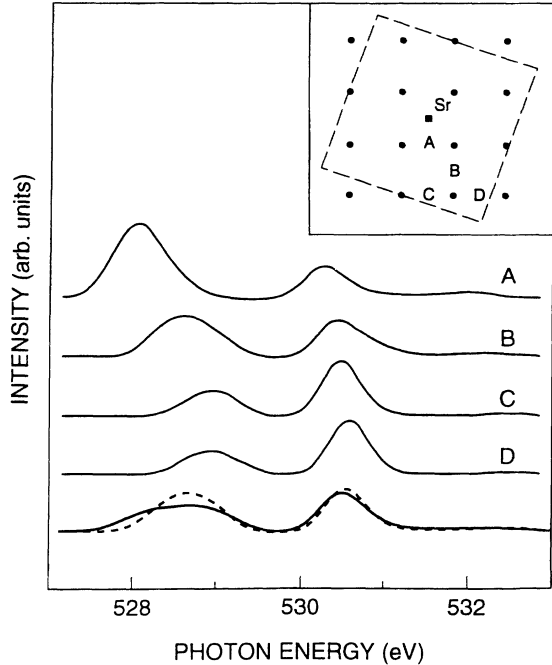 Sr
A
B
C D
A
B
C
D
INTENSITY (arb. units)
528 530 532
PHOTON ENERGY (eV)